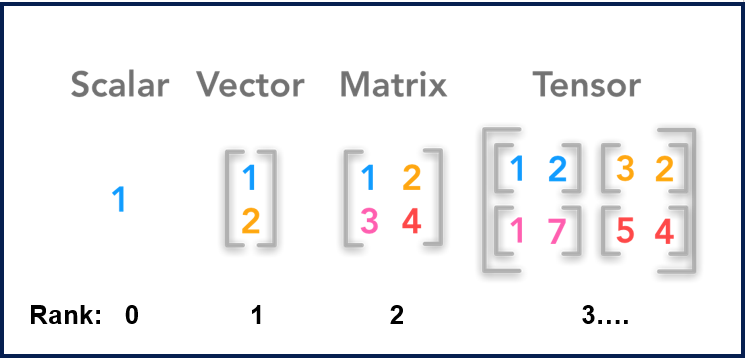 Scalar Vector Matrix Tensor
1 [1 [1 2 [[1 2] [3 2]
2] 3 4] [1 7] [5 4]]
Rank: 0 1 2 3....